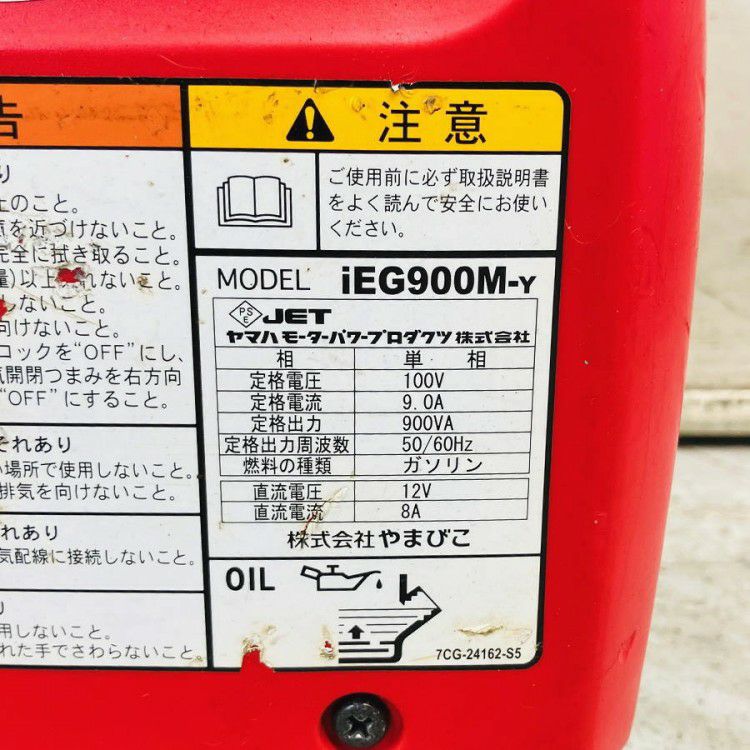 告
り
上のこと。
気を近づけないこと。
完全に拭き取ること。
量)以上 れないこと。
しないこと。
向けないこと。
コックを"OFF"にし、
気開閉つまみを右方向
"OFF"にすること。
それあり
い場所で使用しないこと。
排気を向けないこと。
れあり
気配線に接続しないこと。
り
用しないこと。
れた手でさわらないこと。
注意
ご使用前に必ず取扱説明書
をよく読んで安全にお使い
ください。
MODEL iEG900M-Y
PS E JET
ヤマハモーターパワープロダクツ株式会社
相 単相
定格電圧 100V
定格電流 9.0A
定格出力 900VA
定格出力周波数 50/60Hz
燃料の種類 ガソリン
直流電圧 12V
直流電流 8A
株式会社やまびこ
OIL
7CG-24162-S5